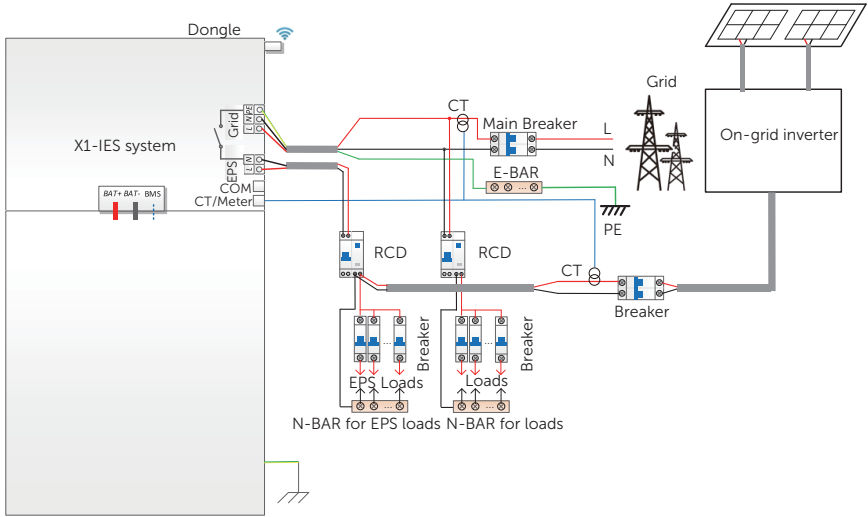 Dongle
Grid
L N PE
CT
Grid
Main Breaker
L
N
On-grid inverter
X1-IES system
EPS
L N
E-BAR
COM
CT/Meter
BAT+ BAT- BMS
PE
RCD
RCD
CT
Breaker
Breaker
Breaker
EPS Loads
Loads
N-BAR for EPS loads
N-BAR for loads